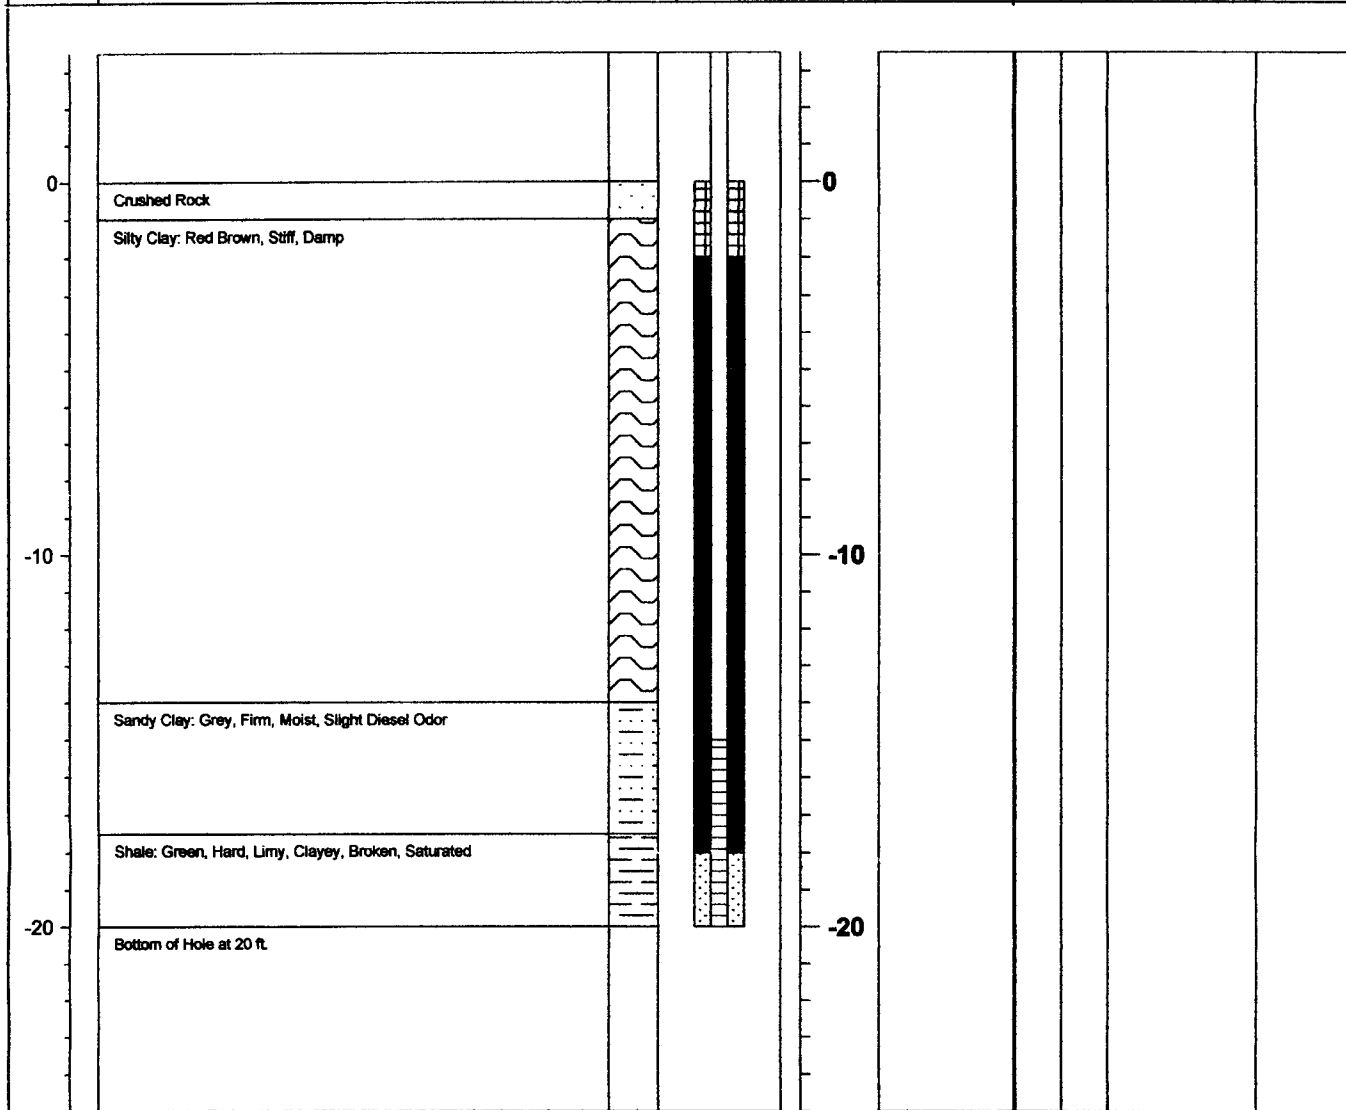 0
Crushed Rock
0
Silty Clay: Red Brown, Stiff, Damp
-10
-10
Sandy Clay: Grey, Firm, Moist, Slight Diesel Odor
Shale: Green, Hard, Limy, Clayey, Broken, Saturated
-20
-20
Bottom of Hole at 20 ft.